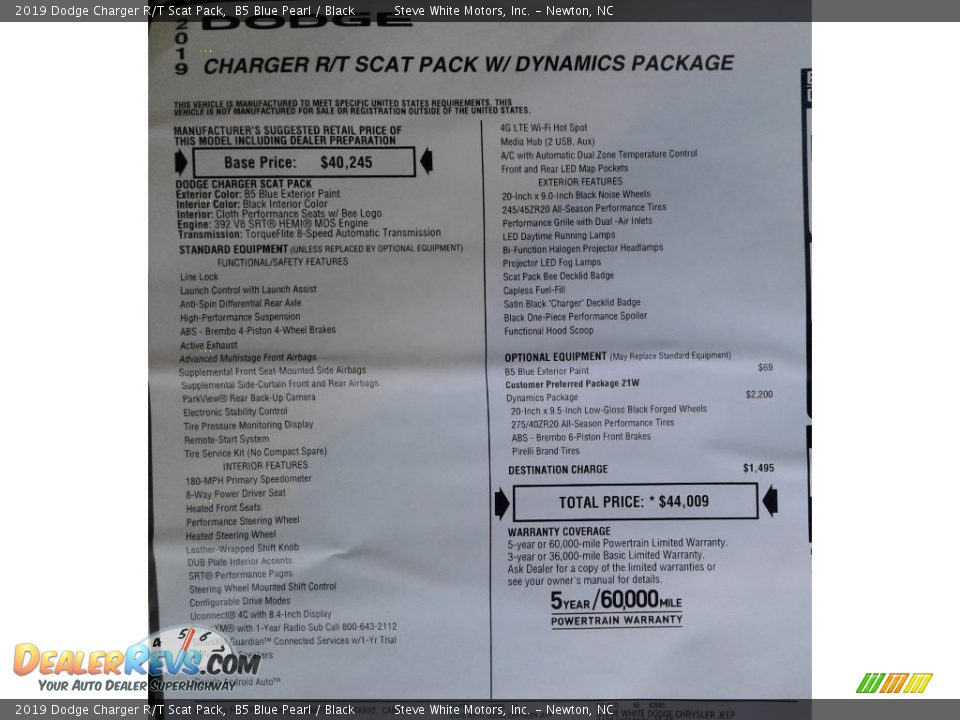 2019 Dodge Charger R/T Scat Pack, B5 Blue Pearl / Black Steve White Motors, Inc. – Newton, NC
2019
DODGE
CHARGER R/T SCAT PACK W/ DYNAMICS PACKAGE
THIS VEHICLE IS MANUFACTURED TO MEET SPECIFIC UNITED STATES REQUIREMENTS. THIS
VEHICLE IS NOT MANUFACTURED FOR SALE OR REGISTRATION OUTSIDE OF THE UNITED STATES.
MANUFACTURER'S SUGGESTED RETAIL PRICE OF
THIS MODEL INCLUDING DEALER PREPARATION
Base Price: $40,245
DODGE CHARGER SCAT PACK
Exterior Color: B5 Blue Exterior Paint
Interior Color: Black Interior Color
Interior: Cloth Performance Seats w/ Bee Logo
Engine: 392 V8 SRT® HEMI® MDS Engine
Transmission: TorqueFlite 8-Speed Automatic Transmission
STANDARD EQUIPMENT (UNLESS REPLACED BY OPTIONAL EQUIPMENT)
FUNCTIONAL/SAFETY FEATURES
Line Lock
Launch Control with Launch Assist
Anti-Spin Differential Rear Axle
High-Performance Suspension
ABS - Brembo 4-Piston 4-Wheel Brakes
Active Exhaust
Advanced Multistage Front Airbags
Supplemental Front Seat-Mounted Side Airbags
Supplemental Side-Curtain Front and Rear Airbags
ParkView® Rear Back-Up Camera
Electronic Stability Control
Tire Pressure Monitoring Display
Remote-Start System
Tire Service Kit (No Compact Spare)
INTERIOR FEATURES
180-MPH Primary Speedometer
8-Way Power Driver Seat
Heated Front Seats
Performance Steering Wheel
Heated Steering Wheel
Leather-Wrapped Shift Knob
DUB Plate Interior Accents
SRT® Performance Pages
Steering Wheel Mounted Shift Control
Configurable Drive Modes
Uconnect® 4C with 8.4-Inch Display
XM® with 1-Year Radio Sub Call 800-643-2112
Guardian™ Connected Services w/1-Yr Trial
Android Auto™
4G LTE Wi-Fi Hot Spot
Media Hub (2 USB, Aux)
A/C with Automatic Dual Zone Temperature Control
Front and Rear LED Map Pockets
EXTERIOR FEATURES
20-Inch x 9.0-Inch Black Noise Wheels
245/45ZR20 All-Season Performance Tires
Performance Grille with Dual -Air Inlets
LED Daytime Running Lamps
Bi-Function Halogen Projector Headlamps
Projector LED Fog Lamps
Scat Pack Bee Decklid Badge
Capless Fuel-Fill
Satin Black "Charger" Decklid Badge
Black One-Piece Performance Spoiler
Functional Hood Scoop
OPTIONAL EQUIPMENT (May Replace Standard Equipment)
B5 Blue Exterior Paint $69
Customer Preferred Package 21W
Dynamics Package $2,200
20-Inch x 9.5-Inch Low-Gloss Black Forged Wheels
275/40ZR20 All-Season Performance Tires
ABS - Brembo 6-Piston Front Brakes
Pirelli Brand Tires
DESTINATION CHARGE $1,495
TOTAL PRICE: * $44,009
WARRANTY COVERAGE
5-year or 60,000-mile Powertrain Limited Warranty.
3-year or 36,000-mile Basic Limited Warranty.
Ask Dealer for a copy of the limited warranties or
see your owner's manual for details.
5YEAR/60,000MILE
POWERTRAIN WARRANTY
4 5 6 7
DealerRevs.com
Your Auto Dealer SuperHighway
WHITE DODGE CHRYSLER JEEP
2019 Dodge Charger R/T Scat Pack, B5 Blue Pearl / Black Steve White Motors, Inc. – Newton, NC